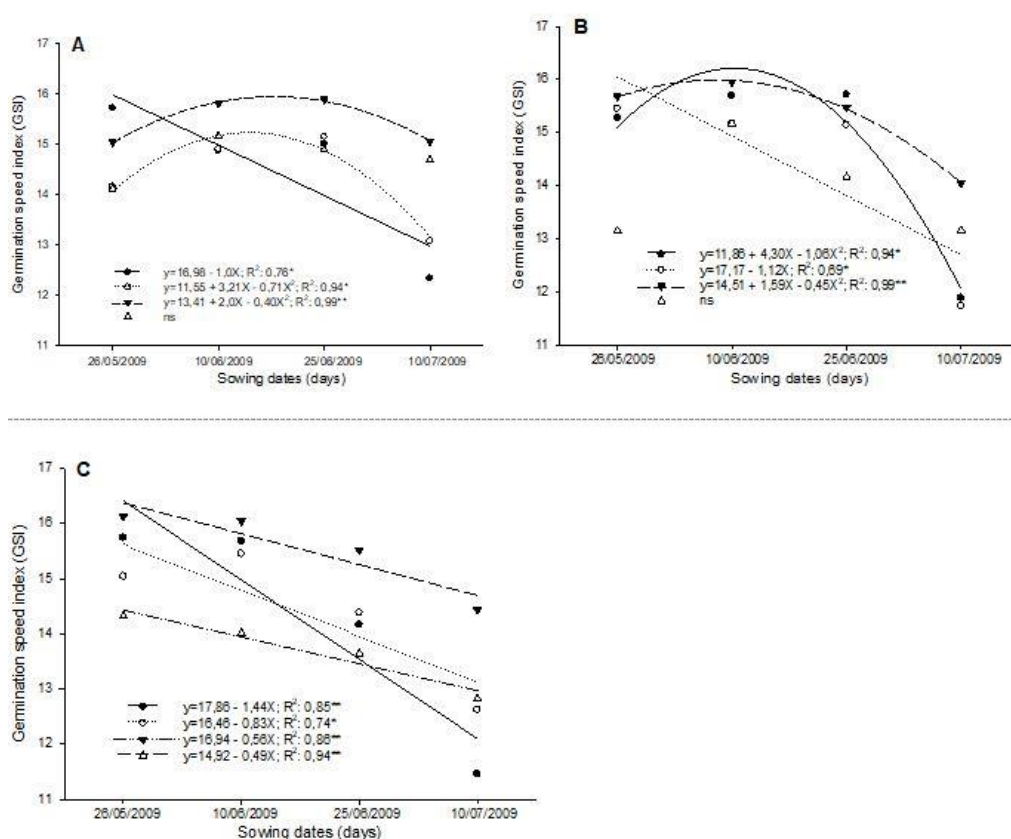 A
17
16
15
14
13
12
11
Germination speed index (GSI)
y=16,98 - 1,0X; R²: 0,76*
y=11,55 + 3,21X - 0,71X²; R²: 0,94*
y=13,41 + 2,0X - 0,40X²; R²: 0,99**
ns
26/05/2009 10/06/2009 25/06/2009 10/07/2009
Sowing dates (days)
B
17
16
15
14
13
12
11
Germination speed index (GSI)
y=11,86 + 4,30X - 1,06X²; R²: 0,94*
y=17,17 - 1,12X; R²: 0,69*
y=14,51 + 1,59X - 0,45X²; R²: 0,99**
ns
26/05/2009 10/06/2009 25/06/2009 10/07/2009
Sowing dates (days)
C
17
16
15
14
13
12
11
Germination speed index (GSI)
y=17,86 - 1,44X; R²: 0,85**
y=16,46 - 0,83X; R²: 0,74*
y=16,94 - 0,56X; R²: 0,86**
y=14,92 - 0,49X; R²: 0,94**
26/05/2009 10/06/2009 25/06/2009 10/07/2009
Sowing dates (days)